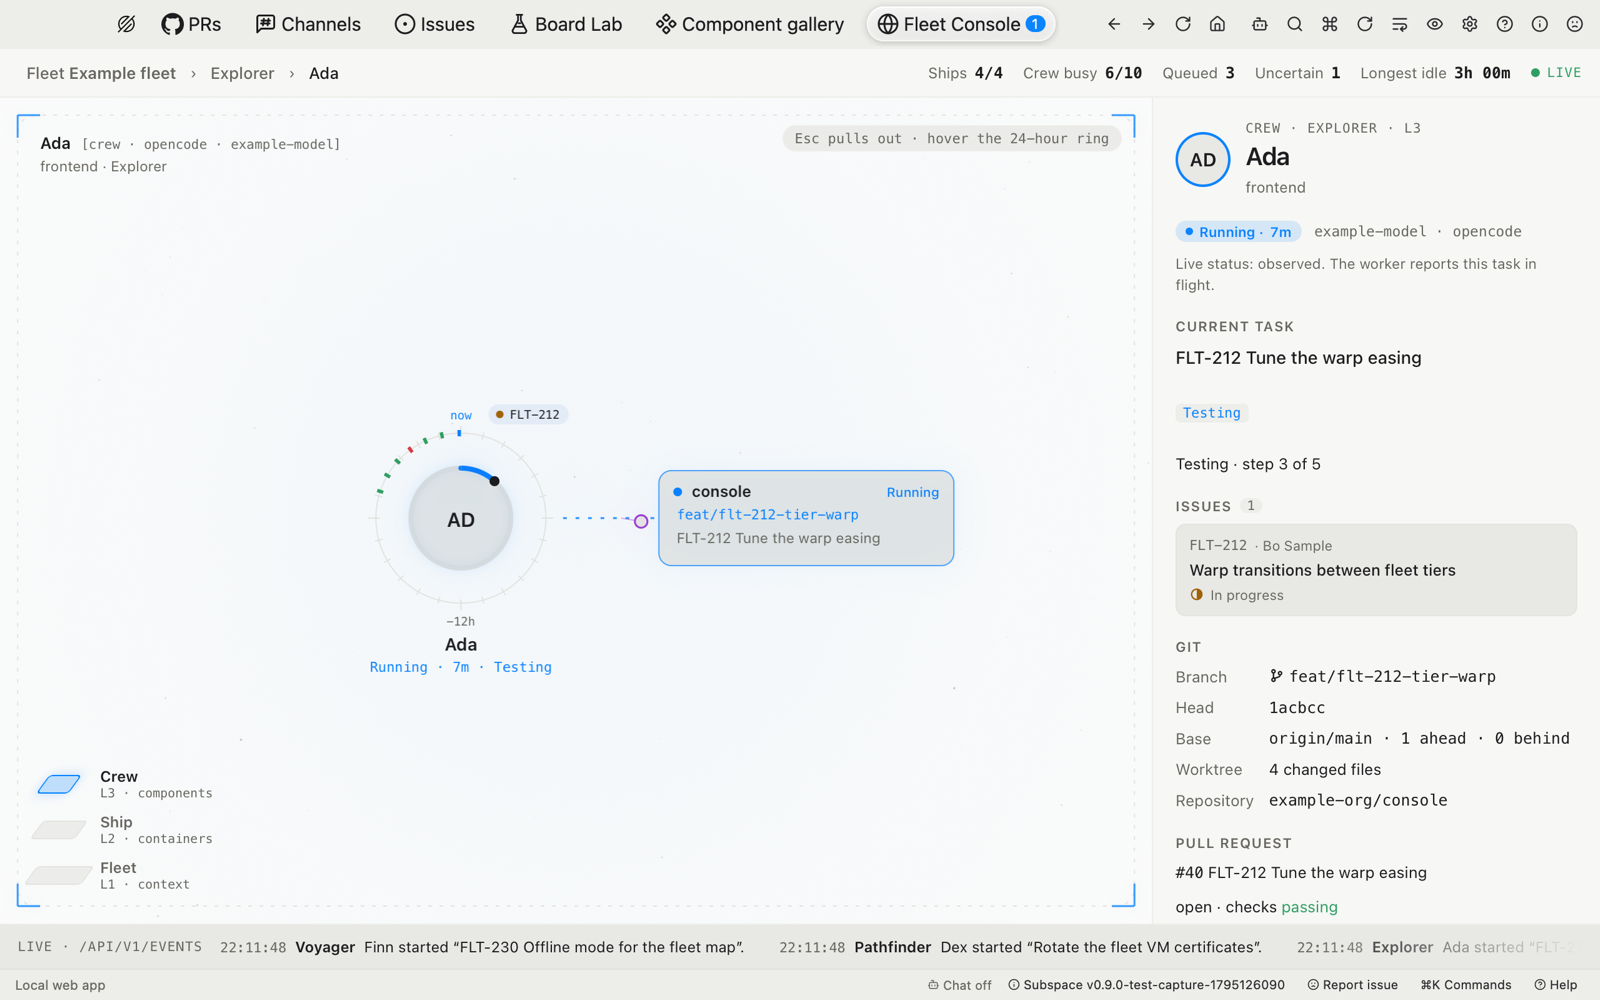 PRs
Channels
Issues
Board Lab
Component gallery
Fleet Console 1
Fleet Example fleet › Explorer › Ada
Ships 4/4 Crew busy 6/10 Queued 3 Uncertain 1 Longest idle 3h 00m LIVE
Ada [crew · opencode · example-model]
frontend · Explorer
Esc pulls out · hover the 24-hour ring
now
FLT-212
AD
-12h
Ada
Running · 7m · Testing
console Running
feat/flt-212-tier-warp
FLT-212 Tune the warp easing
Crew
L3 · components
Ship
L2 · containers
Fleet
L1 · context
CREW · EXPLORER · L3
AD
Ada
frontend
Running · 7m example-model · opencode
Live status: observed. The worker reports this task in
flight.
CURRENT TASK
FLT-212 Tune the warp easing
Testing
Testing · step 3 of 5
ISSUES 1
FLT-212 · Bo Sample
Warp transitions between fleet tiers
In progress
GIT
Branch feat/flt-212-tier-warp
Head 1acbcc
Base origin/main · 1 ahead · 0 behind
Worktree 4 changed files
Repository example-org/console
PULL REQUEST
#40 FLT-212 Tune the warp easing
open · checks passing
LIVE · /API/V1/EVENTS 22:11:48 Voyager Finn started “FLT-230 Offline mode for the fleet map”. 22:11:48 Pathfinder Dex started “Rotate the fleet VM certificates”. 22:11:48 Explorer Ada started “FLT-2
Local web app
Chat off
Subspace v0.9.0-test-capture-1795126090
Report issue
⌘K Commands
Help